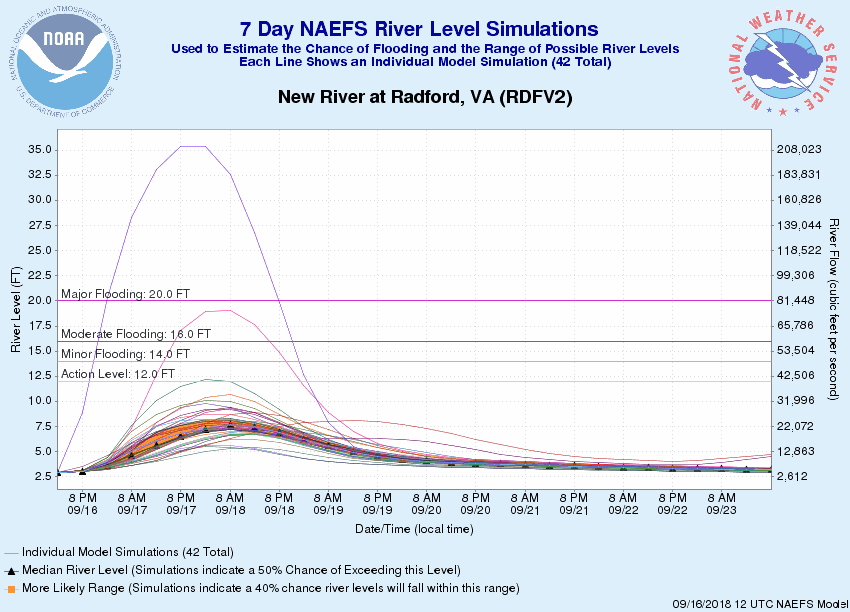 7 Day NAEFS River Level Simulations
Used to Estimate the Chance of Flooding and the Range of Possible River Levels
Each Line Shows an Individual Model Simulation (42 Total)
New River at Radford, VA (RDFV2)
NATIONAL OCEANIC AND ATMOSPHERIC ADMINISTRATION
NOAA
U.S. DEPARTMENT OF COMMERCE
NATIONAL WEATHER SERVICE
River Level (FT)
35.0
32.5
30.0
27.5
25.0
22.5
20.0
17.5
15.0
12.5
10.0
7.5
5.0
2.5
Major Flooding: 20.0 FT
Moderate Flooding: 16.0 FT
Minor Flooding: 14.0 FT
Action Level: 12.0 FT
208,023
183,831
160,826
139,044
118,522
99,306
81,448
65,786
53,504
42,506
31,996
22,072
12,863
2,612
River Flow (cubic feet per second)
8 PM 8 AM 8 PM 8 AM 8 PM 8 AM 8 PM 8 AM 8 PM 8 AM 8 PM 8 AM 8 PM 8 AM
09/16 09/17 09/17 09/18 09/18 09/19 09/19 09/20 09/20 09/21 09/21 09/22 09/22 09/23
Date/Time (local time)
Individual Model Simulations (42 Total)
Median River Level (Simulations indicate a 50% Chance of Exceeding this Level)
More Likely Range (Simulations indicate a 40% chance river levels will fall within this range)
09/16/2018 12 UTC NAEFS Model